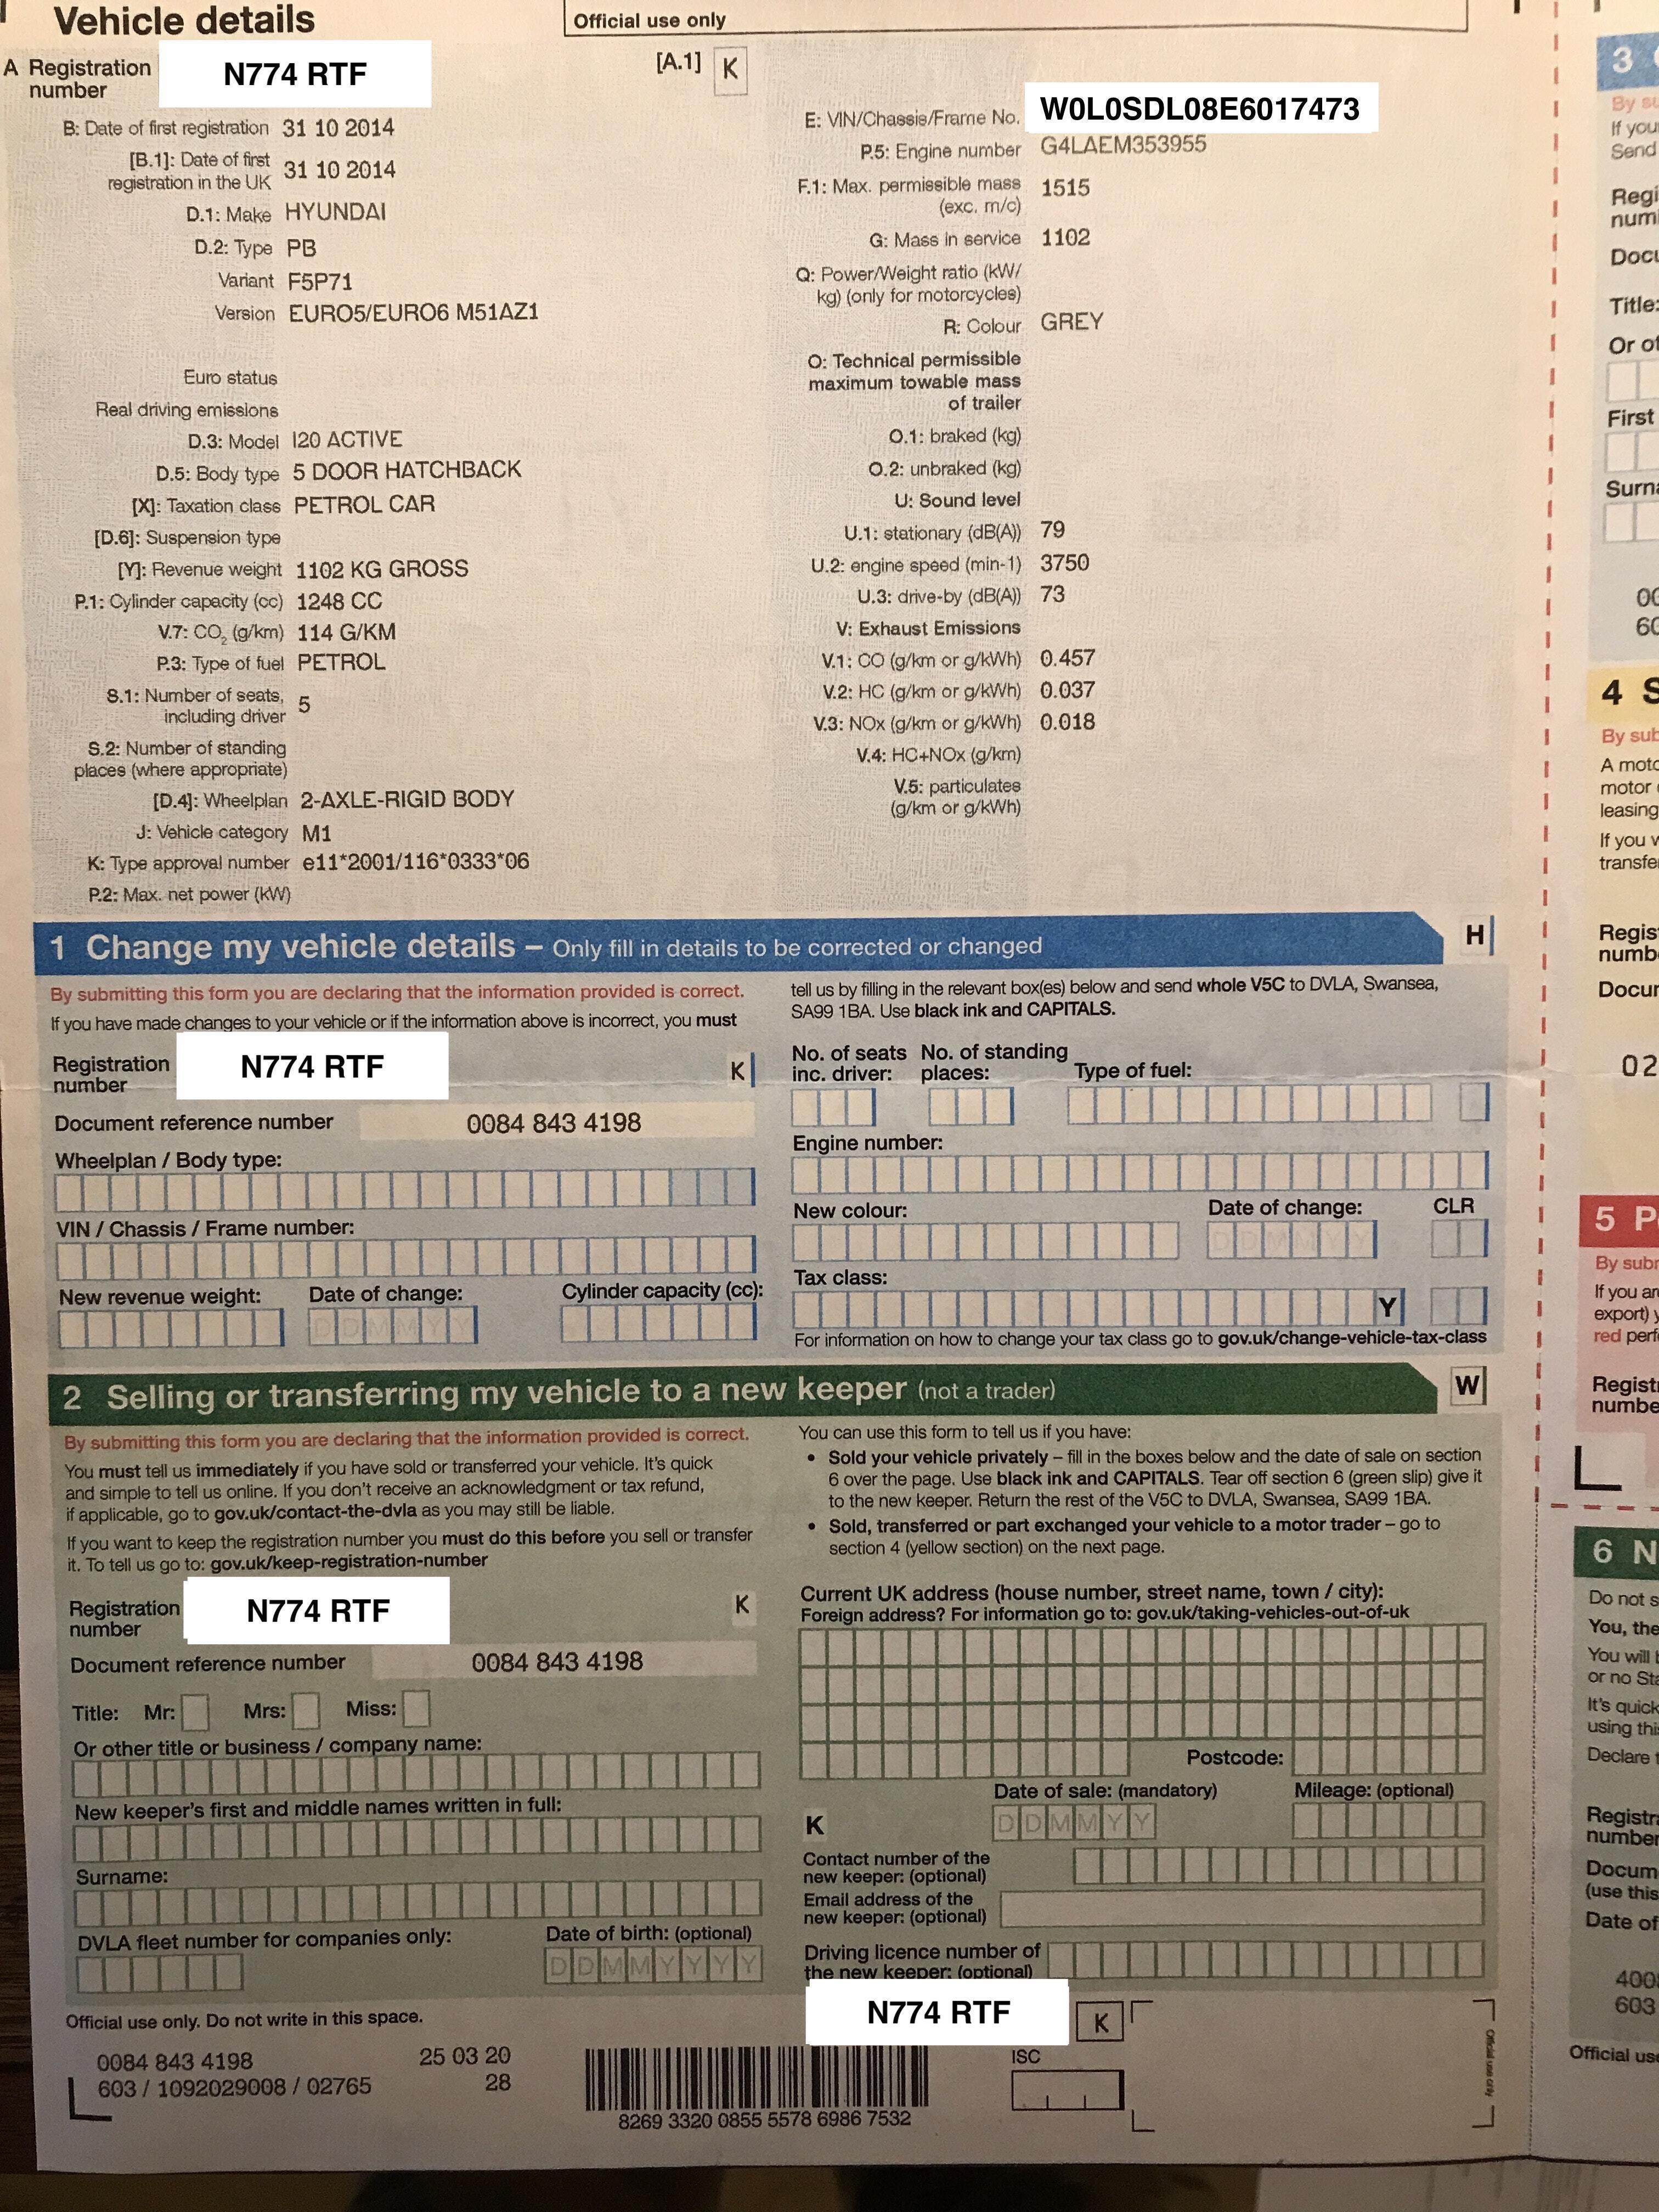 Vehicle details
Official use only
A Registration number N774 RTF
[A.1] K
B: Date of first registration 31 10 2014
[B.1]: Date of first registration in the UK 31 10 2014
D.1: Make HYUNDAI
D.2: Type PB
Variant F5P71
Version EURO5/EURO6 M51AZ1
Euro status
Real driving emissions
D.3: Model I20 ACTIVE
D.5: Body type 5 DOOR HATCHBACK
[X]: Taxation class PETROL CAR
[D.6]: Suspension type
[Y]: Revenue weight 1102 KG GROSS
P.1: Cylinder capacity (cc) 1248 CC
V.7: CO₂ (g/km) 114 G/KM
P.3: Type of fuel PETROL
S.1: Number of seats, including driver 5
S.2: Number of standing places (where appropriate)
[D.4]: Wheelplan 2-AXLE-RIGID BODY
J: Vehicle category M1
K: Type approval number e11*2001/116*0333*06
P.2: Max. net power (kW)
E: VIN/Chassis/Frame No. W0L0SDL08E6017473
P.5: Engine number G4LAEM353955
F.1: Max. permissible mass (exc. m/c) 1515
G: Mass in service 1102
Q: Power/Weight ratio (kW/kg) (only for motorcycles)
R: Colour GREY
O: Technical permissible maximum towable mass of trailer
O.1: braked (kg)
O.2: unbraked (kg)
U: Sound level
U.1: stationary (dB(A)) 79
U.2: engine speed (min-1) 3750
U.3: drive-by (dB(A)) 73
V: Exhaust Emissions
V.1: CO (g/km or g/kWh) 0.457
V.2: HC (g/km or g/kWh) 0.037
V.3: NOx (g/km or g/kWh) 0.018
V.4: HC+NOx (g/km)
V.5: particulates (g/km or g/kWh)
1 Change my vehicle details – Only fill in details to be corrected or changed
H
By submitting this form you are declaring that the information provided is correct.
If you have made changes to your vehicle or if the information above is incorrect, you must
tell us by filling in the relevant box(es) below and send whole V5C to DVLA, Swansea,
SA99 1BA. Use black ink and CAPITALS.
Registration number N774 RTF K
Document reference number 0084 843 4198
Wheelplan / Body type:
VIN / Chassis / Frame number:
New revenue weight: Date of change: Cylinder capacity (cc):
DDMMYY
No. of seats inc. driver: No. of standing places: Type of fuel:
Engine number:
New colour: Date of change: CLR
DDMMYY
Tax class:
Y
For information on how to change your tax class go to gov.uk/change-vehicle-tax-class
2 Selling or transferring my vehicle to a new keeper (not a trader)
W
By submitting this form you are declaring that the information provided is correct.
You must tell us immediately if you have sold or transferred your vehicle. It's quick
and simple to tell us online. If you don't receive an acknowledgment or tax refund,
if applicable, go to gov.uk/contact-the-dvla as you may still be liable.
If you want to keep the registration number you must do this before you sell or transfer
it. To tell us go to: gov.uk/keep-registration-number
Registration number N774 RTF K
Document reference number 0084 843 4198
Title: Mr: Mrs: Miss:
Or other title or business / company name:
New keeper's first and middle names written in full:
Surname:
DVLA fleet number for companies only: Date of birth: (optional)
DDMMYYYY
You can use this form to tell us if you have:
• Sold your vehicle privately – fill in the boxes below and the date of sale on section
6 over the page. Use black ink and CAPITALS. Tear off section 6 (green slip) give it
to the new keeper. Return the rest of the V5C to DVLA, Swansea, SA99 1BA.
• Sold, transferred or part exchanged your vehicle to a motor trader – go to
section 4 (yellow section) on the next page.
Current UK address (house number, street name, town / city):
Foreign address? For information go to: gov.uk/taking-vehicles-out-of-uk
Postcode:
Date of sale: (mandatory) Mileage: (optional)
K DDMMYY
Contact number of the new keeper: (optional)
Email address of the new keeper: (optional)
Driving licence number of the new keeper: (optional)
N774 RTF K
Official use only. Do not write in this space.
0084 843 4198 25 03 20
603 / 1092029008 / 02765 28
8269 3320 0855 5578 6986 7532
ISC
Official use only
3
By su
If you
Send
Regi
num
Docu
Title:
Or ot
First
Surna
00
60
4 S
By sub
A moto
motor
leasing
If you w
transfe
Regis
numb
Docum
02
5 P
By subm
If you are
export) y
red perf
Registr
numbe
6 N
Do not s
You, the
You will b
or no Sta
It's quick
using this
Declare t
Registra
number
Docum
(use this
Date of
400
603
Official use